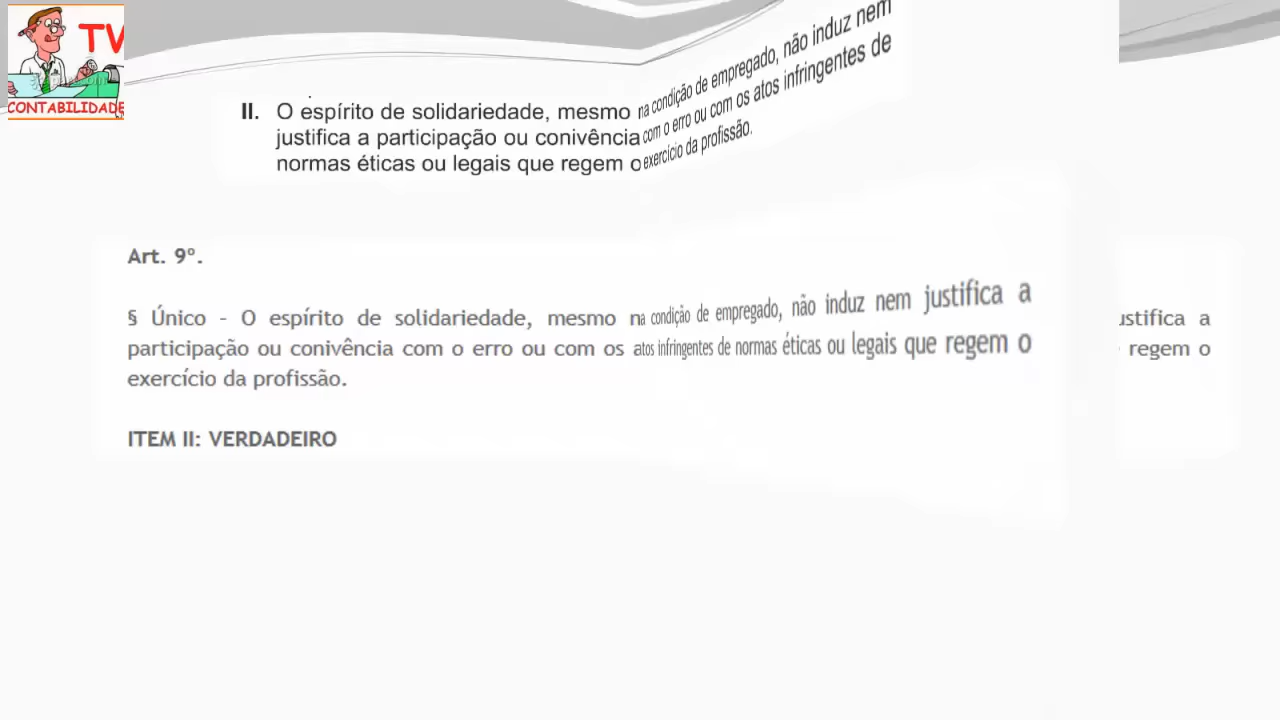 TV
CONTABILIDADE
II. O espírito de solidariedade, mesmo na condição de empregado, não induz nem
justifica a participação ou conivência com o erro ou com os atos infringentes de
normas éticas ou legais que regem o exercício da profissão.
Art. 9º.
§ Único - O espírito de solidariedade, mesmo na condição de empregado, não induz nem justifica a ustifica a
participação ou conivência com o erro ou com os atos infringentes de normas éticas ou legais que regem o regem o
exercício da profissão.
ITEM II: VERDADEIRO